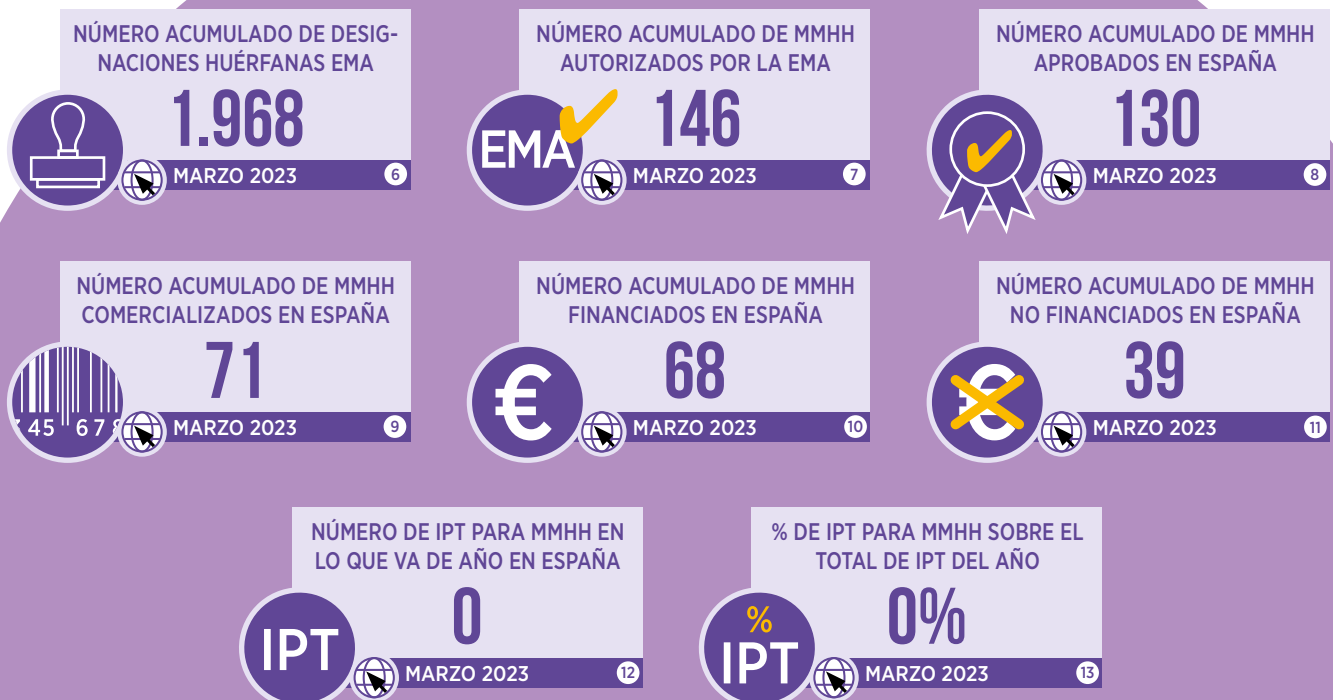 NÚMERO ACUMULADO DE DESIG-
NACIONES HUÉRFANAS EMA
1.968
MARZO 2023
6
NÚMERO ACUMULADO DE MMHH
AUTORIZADOS POR LA EMA
146
EMA
MARZO 2023
7
NÚMERO ACUMULADO DE MMHH
APROBADOS EN ESPAÑA
130
MARZO 2023
8
NÚMERO ACUMULADO DE MMHH
COMERCIALIZADOS EN ESPAÑA
71
45 678
MARZO 2023
9
NÚMERO ACUMULADO DE MMHH
FINANCIADOS EN ESPAÑA
68
€
MARZO 2023
10
NÚMERO ACUMULADO DE MMHH
NO FINANCIADOS EN ESPAÑA
39
€
MARZO 2023
11
NÚMERO DE IPT PARA MMHH EN
LO QUE VA DE AÑO EN ESPAÑA
0
IPT
MARZO 2023
12
% DE IPT PARA MMHH SOBRE EL
TOTAL DE IPT DEL AÑO
0%
%
IPT
MARZO 2023
13